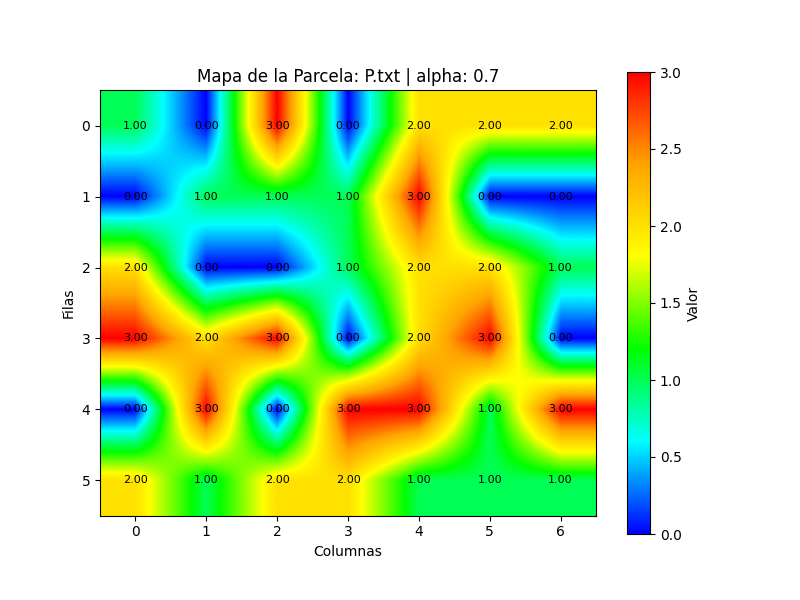 Mapa de la Parcela: P.txt | alpha: 0.7
3.0
0 1.00 0.00 3.00 0.00 2.00 2.00 2.00
2.5
1 0.00 1.00 1.00 1.00 3.00 0.00 0.00
2.0
2 2.00 0.00 0.00 1.00 2.00 2.00 1.00
Filas
1.5
Valor
3 3.00 2.00 3.00 0.00 2.00 3.00 0.00
1.0
4 0.00 3.00 0.00 3.00 3.00 1.00 3.00
0.5
5 2.00 1.00 2.00 2.00 1.00 1.00 1.00
0.0
0 1 2 3 4 5 6
Columnas